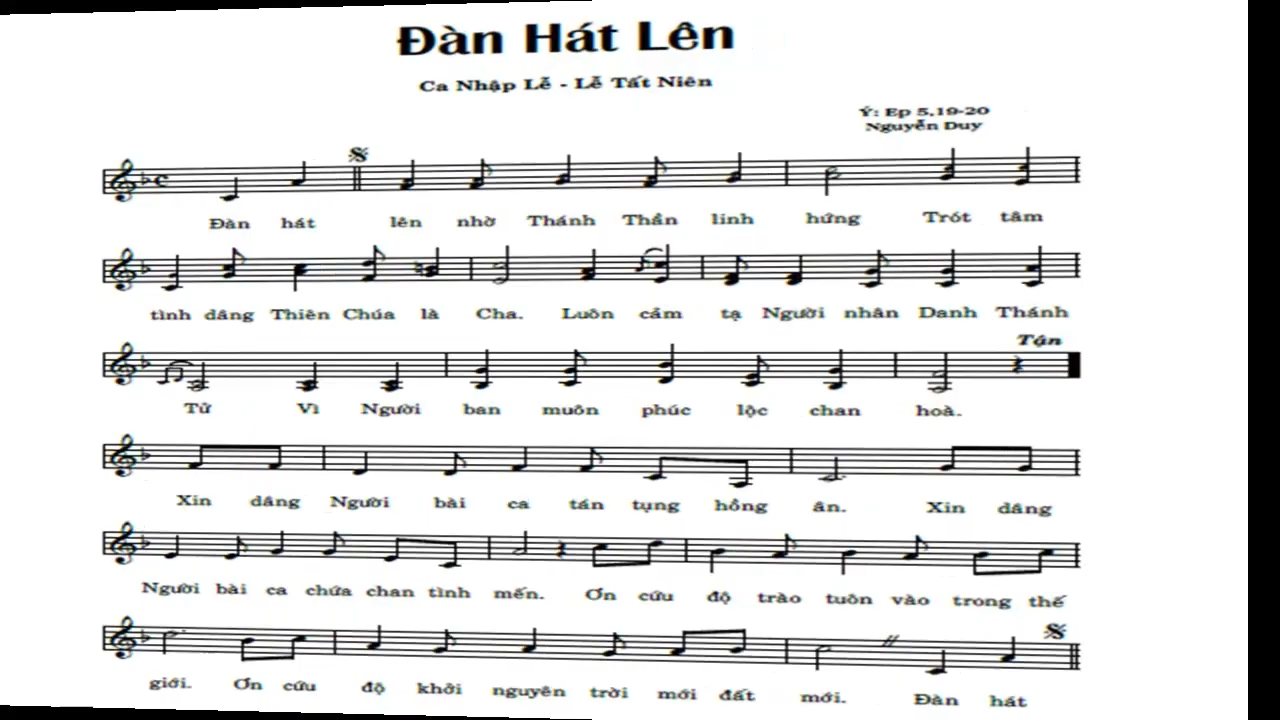 Đàn Hát Lên
Ca Nhập Lễ - Lễ Tất Niên
Ý: Ep 5,19-20
Nguyễn Duy
Đàn hát lên nhờ Thánh Thần linh hứng Trót tâm
tình dâng Thiên Chúa là Cha. Luôn cảm tạ Người nhân Danh Thánh
Tận
Tử Vì Người ban muôn phúc lộc chan hoà.
Xin dâng Người bài ca tán tụng hồng ân. Xin dâng
Người bài ca chứa chan tình mến. Ơn cứu độ trào tuôn vào trong thế
giới. Ơn cứu độ khởi nguyên trời mới đất mới. Đàn hát